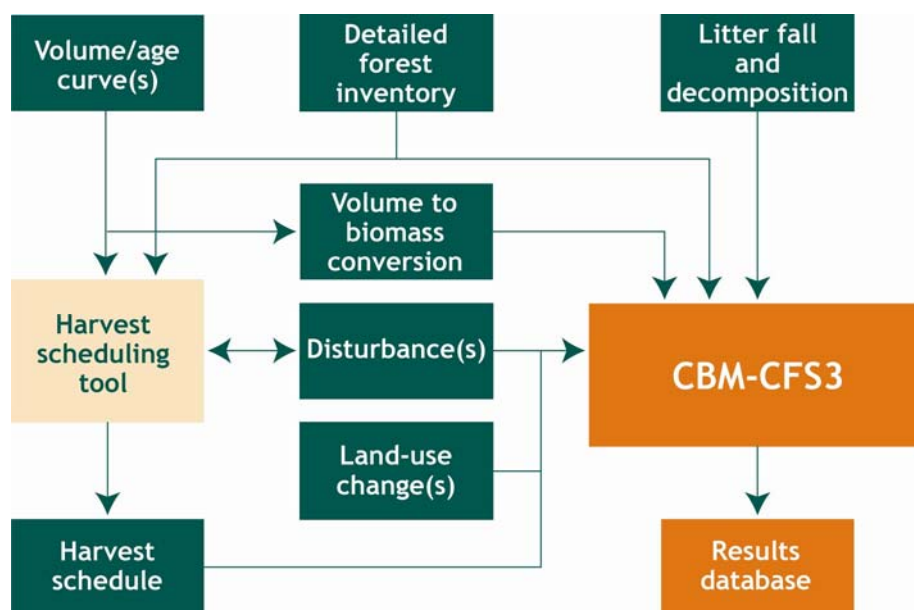 Volume/age
curve(s)
Detailed
forest
inventory
Litter fall
and
decomposition
Volume to
biomass
conversion
Harvest
scheduling
tool
Disturbance(s)
CBM-CFS3
Land-use
change(s)
Harvest
schedule
Results
database